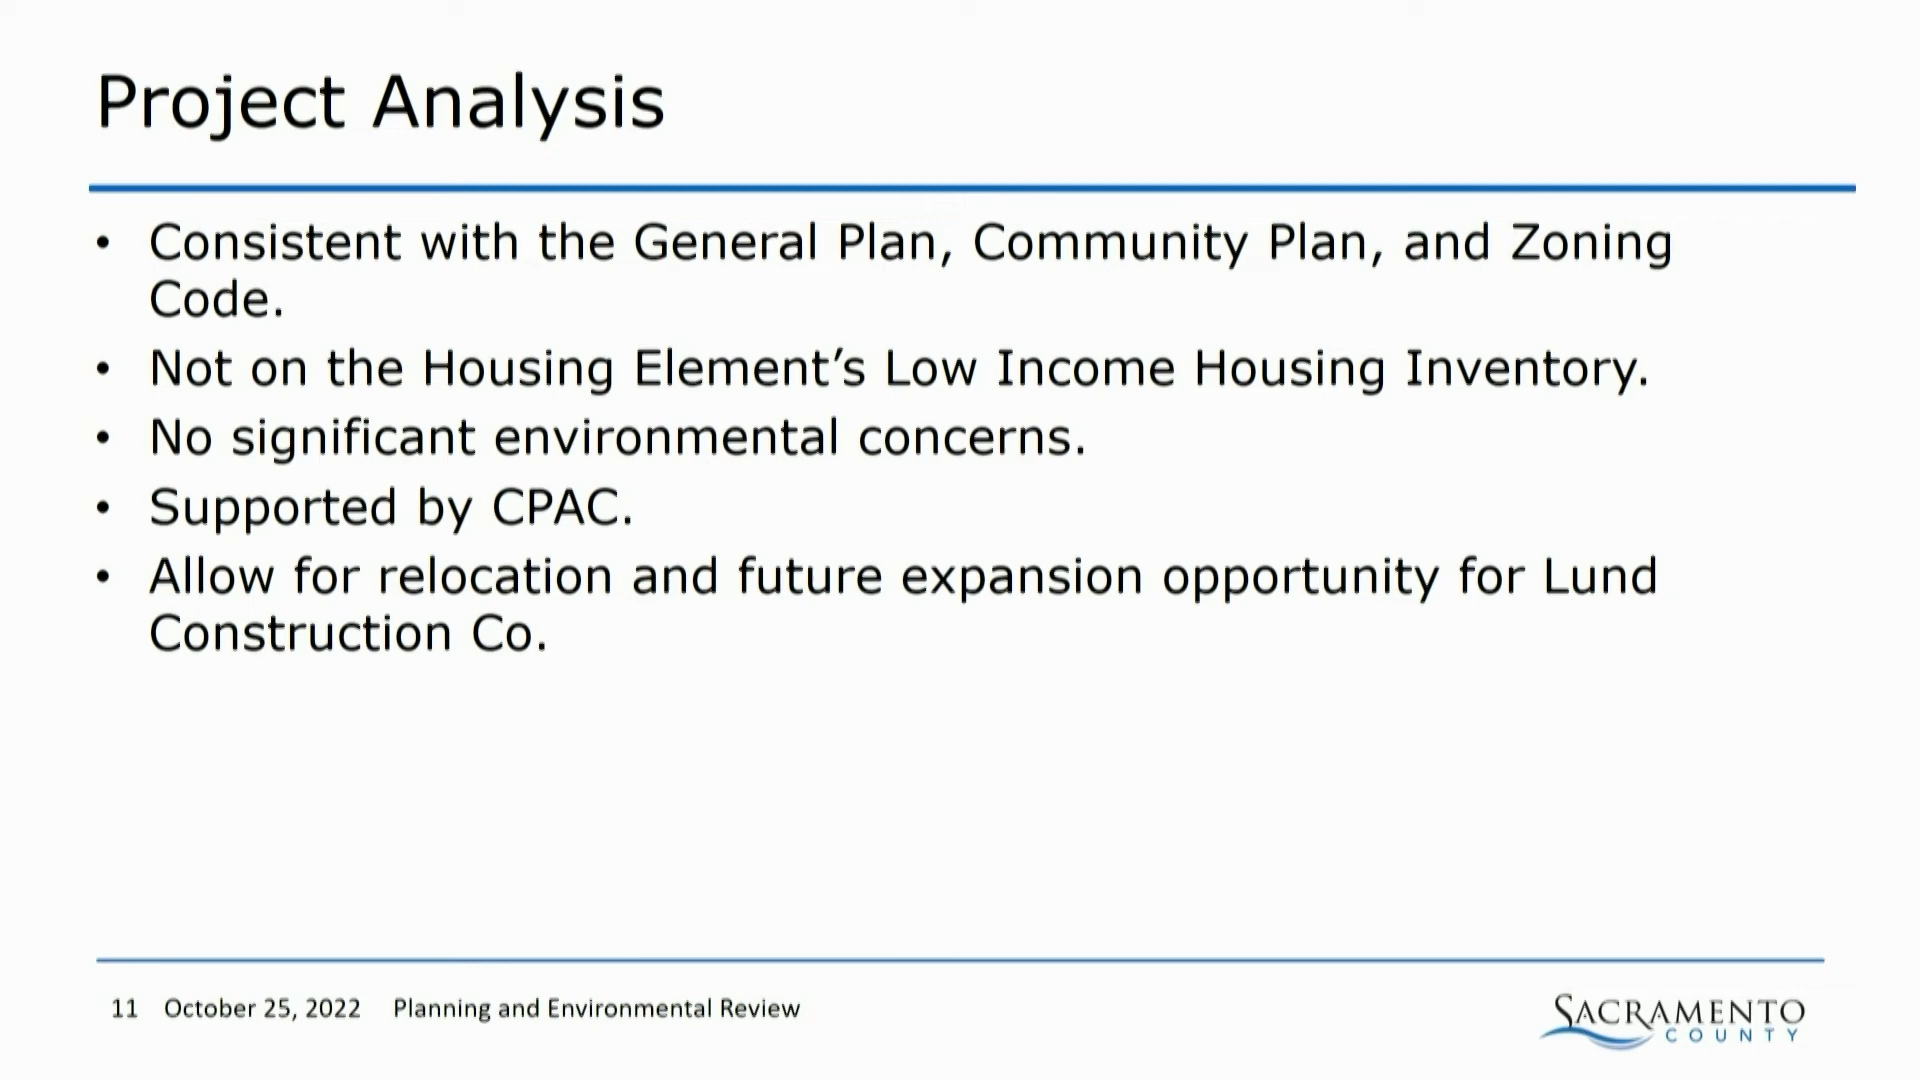 Project Analysis
• Consistent with the General Plan, Community Plan, and Zoning
Code.
• Not on the Housing Element’s Low Income Housing Inventory.
• No significant environmental concerns.
• Supported by CPAC.
• Allow for relocation and future expansion opportunity for Lund
Construction Co.
11 October 25, 2022 Planning and Environmental Review
SACRAMENTO
COUNTY